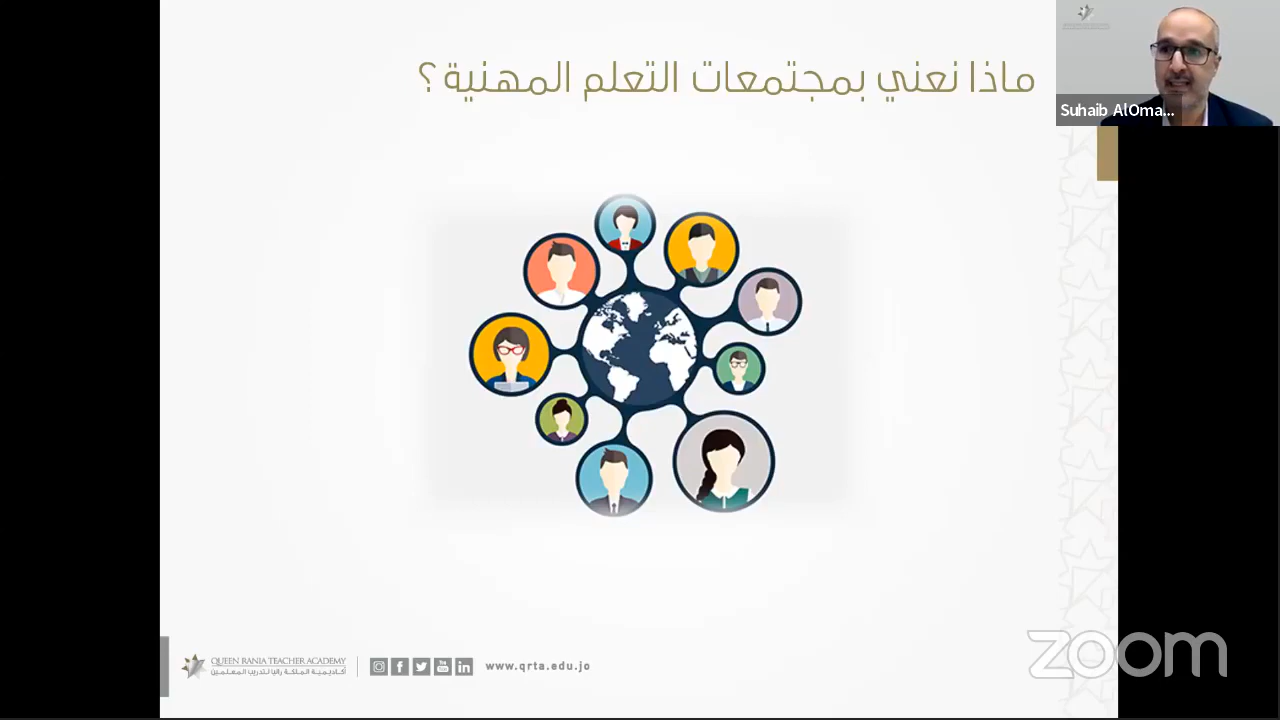 ماذا نعني بمجتمعات التعلم المهنية؟
Suhaib AlOma...
QUEEN RANIA TEACHER ACADEMY
أكاديمية الملكة رانيا لتدريب المعلمين
www.qrta.edu.jo
zoom